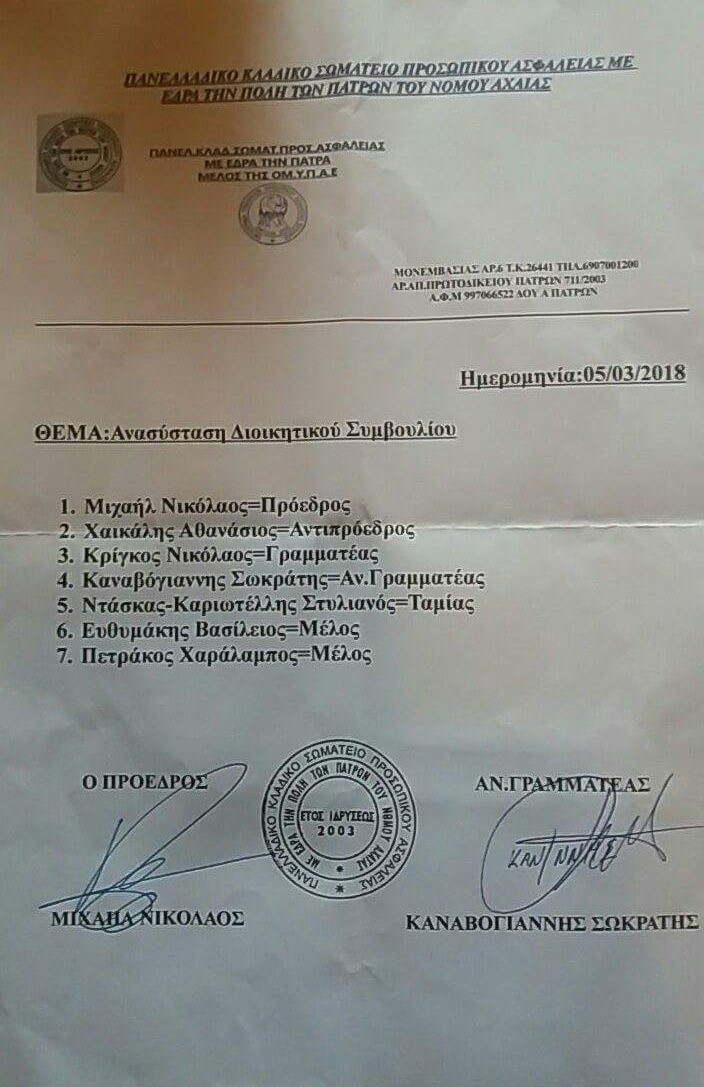 ΠΑΝΕΛΛΑΔΙΚΟ ΚΛΑΔΙΚΟ ΣΩΜΑΤΕΙΟ ΠΡΟΣΩΠΙΚΟΥ ΑΣΦΑΛΕΙΑΣ ΜΕ
ΕΔΡΑ ΤΗΝ ΠΟΛΗ ΤΩΝ ΠΑΤΡΩΝ ΤΟΥ ΝΟΜΟΥ ΑΧΑΙΑΣ
ΠΑΝΕΛ.ΚΛΑΔ.ΣΩΜΑΤ.ΠΡΟΣ.ΑΣΦΑΛΕΙΑΣ
ΜΕ ΕΔΡΑ ΤΗΝ ΠΑΤΡΑ
ΜΕΛΟΣ ΤΗΣ ΟΜ.Υ.Π.Α.Ε
ΜΟΝΕΜΒΑΣΙΑΣ ΑΡ.6 Τ.Κ.26441 ΤΗΛ.6907001200
ΑΡ.ΑΠ.ΠΡΩΤΟΔΙΚΕΙΟΥ ΠΑΤΡΩΝ 711/2003
Α.Φ.Μ 997066522 ΔΟΥ Α ΠΑΤΡΩΝ
Ημερομηνία:05/03/2018
ΘΕΜΑ:Ανασύσταση Διοικητικού Συμβουλίου
1. Μιχαήλ Νικόλαος=Πρόεδρος
2. Χαικάλης Αθανάσιος=Αντιπρόεδρος
3. Κρίγκος Νικόλαος=Γραμματέας
4. Καναβόγιαννης Σωκράτης=Αν.Γραμματέας
5. Ντάσκας-Καριωτέλλης Στυλιανός=Ταμίας
6. Ευθυμάκης Βασίλειος=Μέλος
7. Πετράκος Χαράλαμπος=Μέλος
Ο ΠΡΟΕΔΡΟΣ
ΑΝ.ΓΡΑΜΜΑΤΕΑΣ
ΠΑΝΕΛΛΑΔΙΚΟ ΚΛΑΔΙΚΟ ΣΩΜΑΤΕΙΟ ΠΡΟΣΩΠΙΚΟΥ ΑΣΦΑΛΕΙΑΣ
ΜΕ ΕΔΡΑ ΤΗΝ ΠΟΛΗ ΤΩΝ ΠΑΤΡΩΝ ΤΟΥ ΝΟΜΟΥ ΑΧΑΙΑΣ
ΕΤΟΣ ΙΔΡΥΣΕΩΣ
2003
ΜΙΧΑΗΛ ΝΙΚΟΛΑΟΣ
ΚΑΝΑΒΟΓΙΑΝΝΗΣ ΣΩΚΡΑΤΗΣ